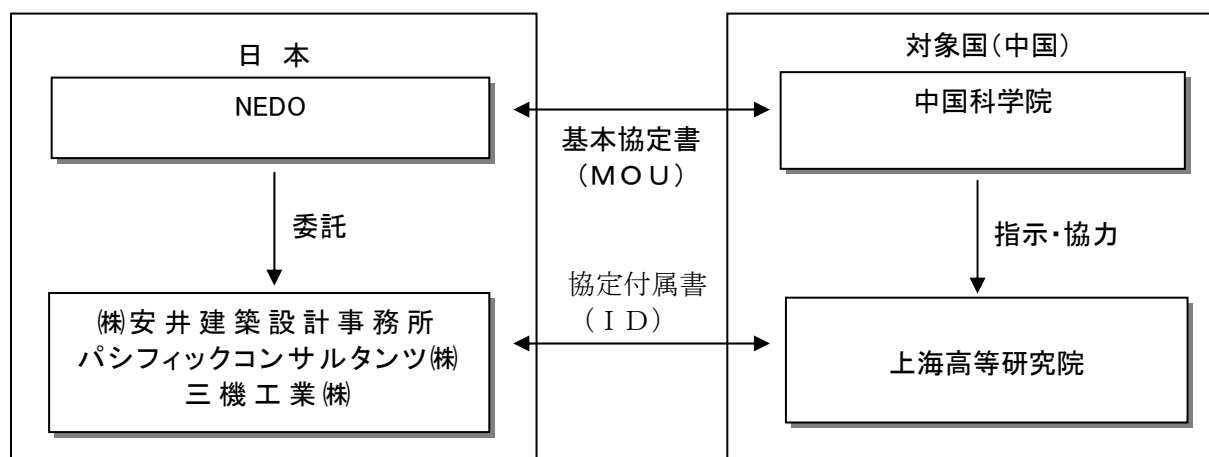 日 本
NEDO
委託
㈱安井建築設計事務所
パシフィックコンサルタンツ㈱
三機工業㈱
基本協定書
(MOU)
協定付属書
(ID)
対象国(中国)
中国科学院
指示・協力
上海高等研究院